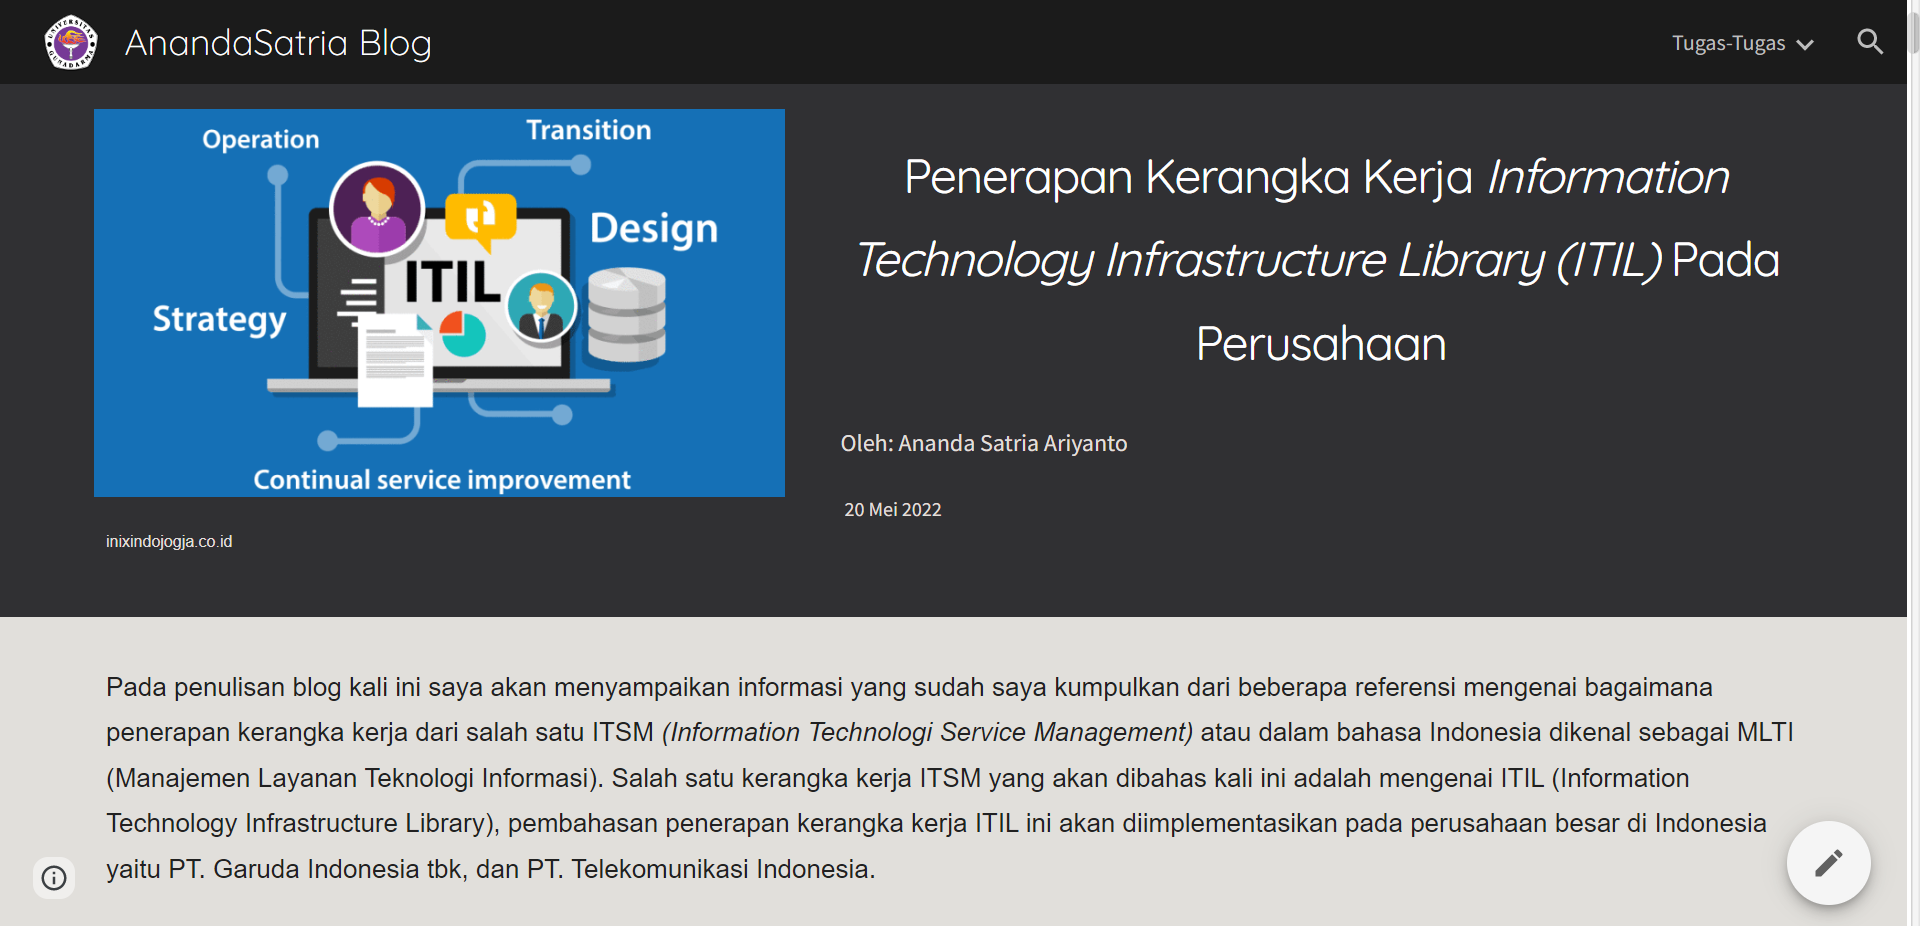 UNIVERSITAS GUNADARMA
AnandaSatria Blog
Tugas-Tugas
Operation
Transition
Design
ITIL
Strategy
Continual service improvement
inixindojogja.co.id
Penerapan Kerangka Kerja Information
Technology Infrastructure Library (ITIL) Pada
Perusahaan
Oleh: Ananda Satria Ariyanto
20 Mei 2022
Pada penulisan blog kali ini saya akan menyampaikan informasi yang sudah saya kumpulkan dari beberapa referensi mengenai bagaimana
penerapan kerangka kerja dari salah satu ITSM (Information Technologi Service Management) atau dalam bahasa Indonesia dikenal sebagai MLTI
(Manajemen Layanan Teknologi Informasi). Salah satu kerangka kerja ITSM yang akan dibahas kali ini adalah mengenai ITIL (Information
Technology Infrastructure Library), pembahasan penerapan kerangka kerja ITIL ini akan diimplementasikan pada perusahaan besar di Indonesia
yaitu PT. Garuda Indonesia tbk, dan PT. Telekomunikasi Indonesia.